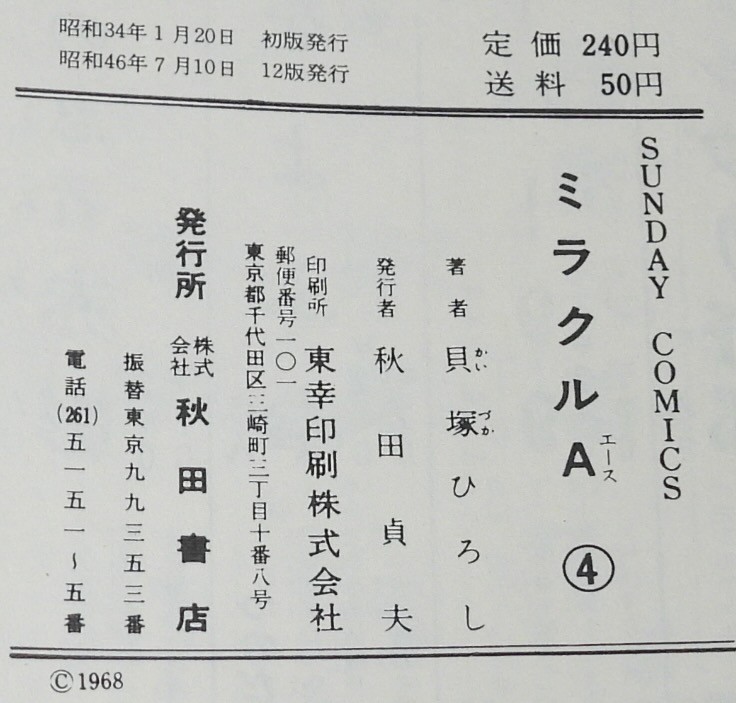 昭和34年1月20日 初版発行
昭和46年7月10日 12版発行
定価 240円
送料 50円
SUNDAY COMICS
ミラクルA エース ④
著者 貝塚ひろし かいづか
発行者 秋田貞夫
印刷所 東幸印刷株式会社
郵便番号一〇一
東京都千代田区三崎町三丁目十番八号
発行所 株式会社 秋田書店
振替東京九九三五三番
電話(261)五一五一～五番
©1968